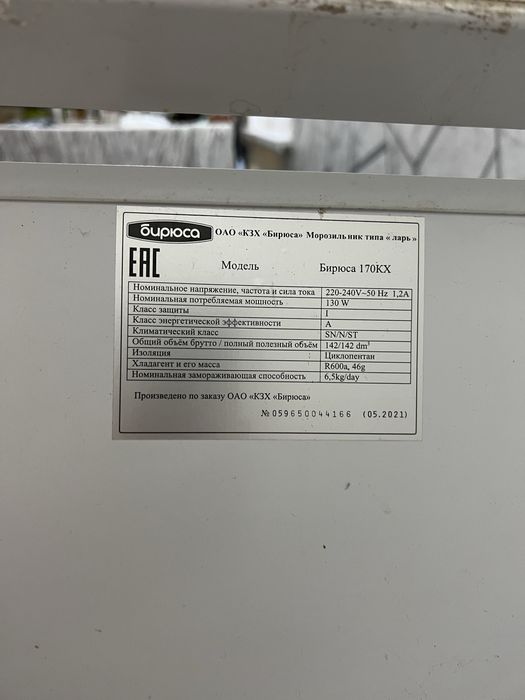 бирюса ОАО «КЗХ «Бирюса» Морозильник типа « ларь »
EAC Модель Бирюса 170КХ
Номинальное напряжение, частота и сила тока 220-240V~50 Hz 1,2A
Номинальная потребляемая мощность 130 W
Класс защиты I
Класс энергетической эффективности A
Климатический класс SN/N/ST
Общий объём брутто / полный полезный объём 142/142 dm³
Изоляция Циклопентан
Хладагент и его масса R600a, 46g
Номинальная замораживающая способность 6,5kg/day
Произведено по заказу ОАО «КЗХ «Бирюса»
№ 059650044166 (05.2021)